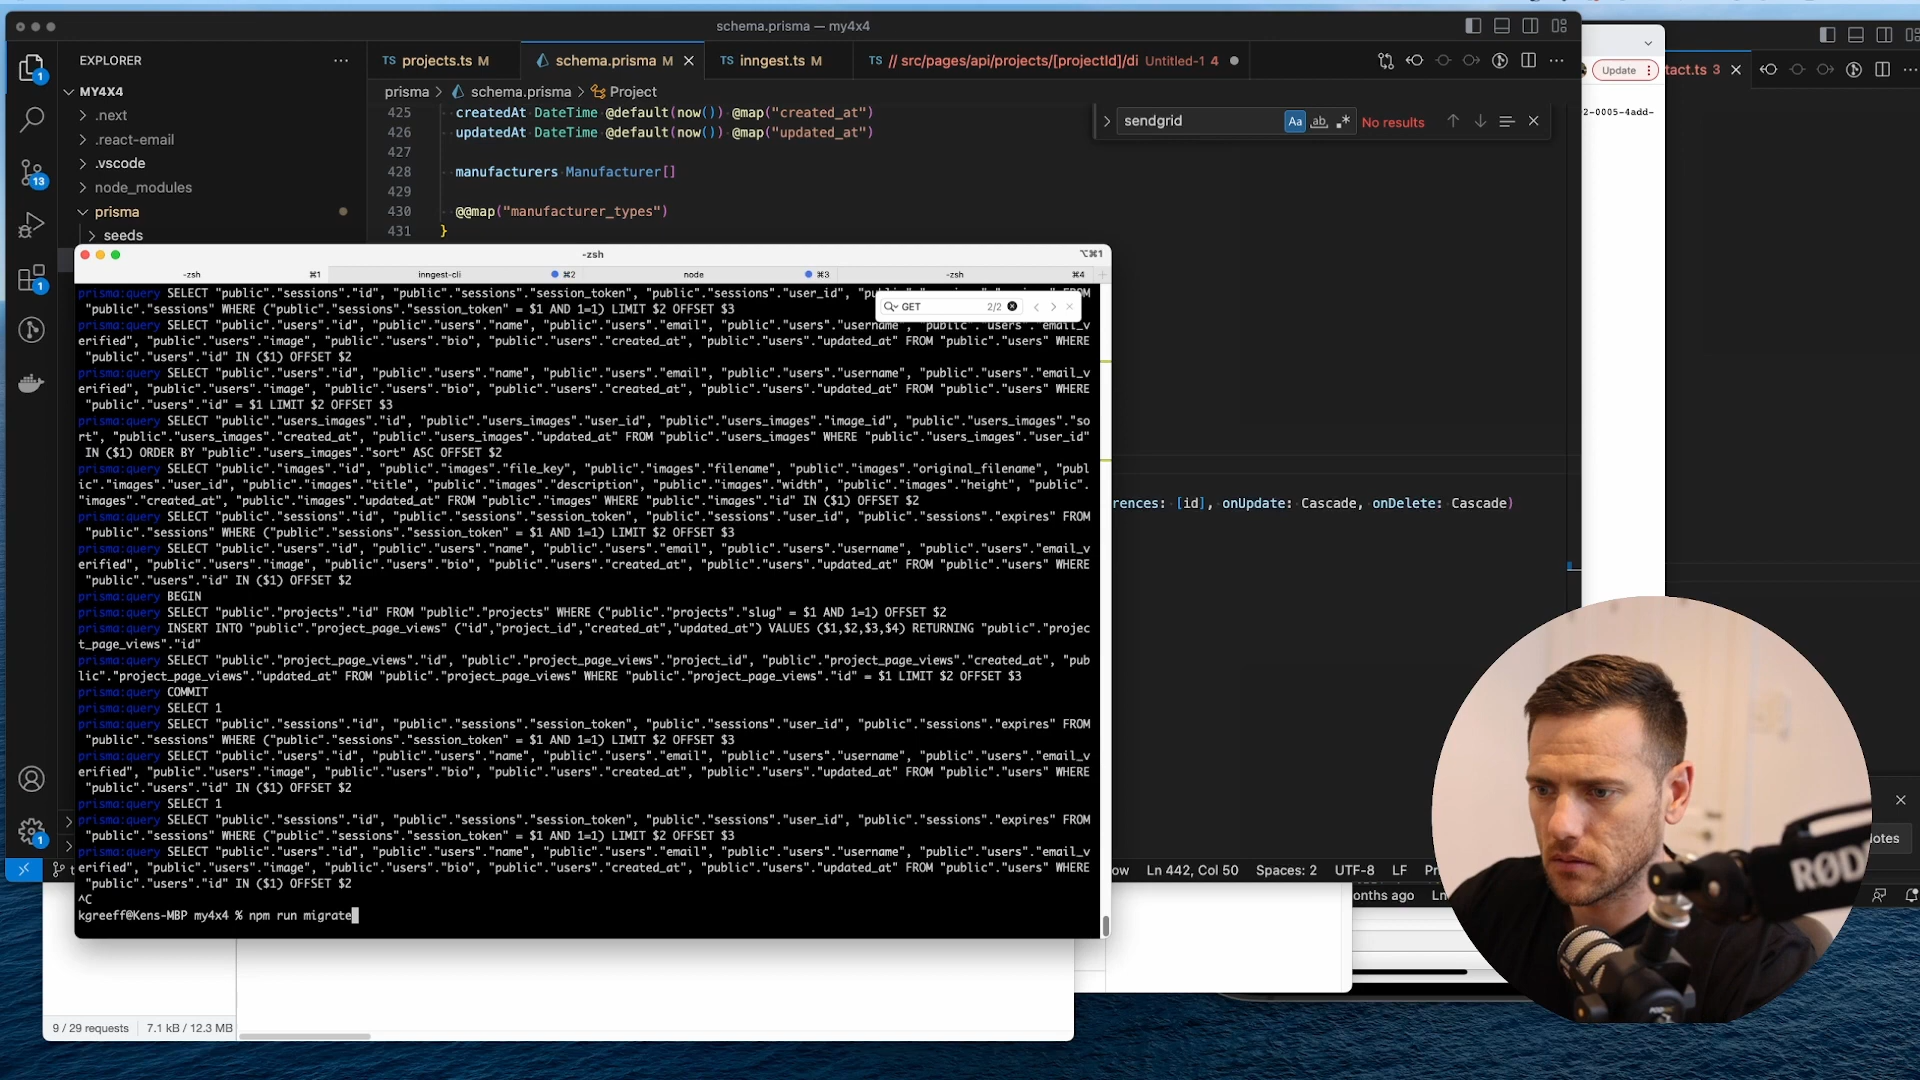 schema.prisma — my4x4
EXPLORER
TS projects.ts M
schema.prisma M
TS inngest.ts M
TS // src/pages/api/projects/[projectId]/di Untitled-1 4
tact.ts 3
Update
MY4X4
prisma > schema.prisma > Project
.next
.react-email
.vscode
node_modules
prisma
seeds
1
13
1
1
425 createdAt DateTime @default(now()) @map("created_at")
426 updatedAt DateTime @default(now()) @map("updated_at")
427
428 manufacturers Manufacturer[]
429
430 @@map("manufacturer_types")
431 }
sendgrid
Aa
ab
No results
2-0005-4add-
-zsh
⌥⌘1
-zsh ⌘1
inngest-cli ⌘2
node ⌘3
-zsh ⌘4
GET 2/2
prisma:query SELECT "public"."sessions"."id", "public"."sessions"."session_token", "public"."sessions"."user_id",
"public"."sessions" WHERE ("public"."sessions"."session_token" = $1 AND 1=1) LIMIT $2 OFFSET $3
prisma:query SELECT "public"."users"."id", "public"."users"."name", "public"."users"."email", "public"."users"."username", "public"."users"."email_v
erified", "public"."users"."image", "public"."users"."bio", "public"."users"."created_at", "public"."users"."updated_at" FROM "public"."users" WHERE
"public"."users"."id" IN ($1) OFFSET $2
prisma:query SELECT "public"."users"."id", "public"."users"."name", "public"."users"."email", "public"."users"."username", "public"."users"."email_v
erified", "public"."users"."image", "public"."users"."bio", "public"."users"."created_at", "public"."users"."updated_at" FROM "public"."users" WHERE
"public"."users"."id" = $1 LIMIT $2 OFFSET $3
prisma:query SELECT "public"."users_images"."id", "public"."users_images"."user_id", "public"."users_images"."image_id", "public"."users_images"."so
rt", "public"."users_images"."created_at", "public"."users_images"."updated_at" FROM "public"."users_images" WHERE "public"."users_images"."user_id"
IN ($1) ORDER BY "public"."users_images"."sort" ASC OFFSET $2
prisma:query SELECT "public"."images"."id", "public"."images"."file_key", "public"."images"."filename", "public"."images"."original_filename", "publ
ic"."images"."user_id", "public"."images"."title", "public"."images"."description", "public"."images"."width", "public"."images"."height", "public".
"images"."created_at", "public"."images"."updated_at" FROM "public"."images" WHERE "public"."images"."id" IN ($1) OFFSET $2
prisma:query SELECT "public"."sessions"."id", "public"."sessions"."session_token", "public"."sessions"."user_id", "public"."sessions"."expires" FROM
"public"."sessions" WHERE ("public"."sessions"."session_token" = $1 AND 1=1) LIMIT $2 OFFSET $3
prisma:query SELECT "public"."users"."id", "public"."users"."name", "public"."users"."email", "public"."users"."username", "public"."users"."email_v
erified", "public"."users"."image", "public"."users"."bio", "public"."users"."created_at", "public"."users"."updated_at" FROM "public"."users" WHERE
"public"."users"."id" IN ($1) OFFSET $2
prisma:query BEGIN
prisma:query SELECT "public"."projects"."id" FROM "public"."projects" WHERE ("public"."projects"."slug" = $1 AND 1=1) OFFSET $2
prisma:query INSERT INTO "public"."project_page_views" ("id","project_id","created_at","updated_at") VALUES ($1,$2,$3,$4) RETURNING "public"."projec
t_page_views"."id"
prisma:query SELECT "public"."project_page_views"."id", "public"."project_page_views"."project_id", "public"."project_page_views"."created_at", "pub
lic"."project_page_views"."updated_at" FROM "public"."project_page_views" WHERE "public"."project_page_views"."id" = $1 LIMIT $2 OFFSET $3
prisma:query COMMIT
prisma:query SELECT 1
prisma:query SELECT "public"."sessions"."id", "public"."sessions"."session_token", "public"."sessions"."user_id", "public"."sessions"."expires" FROM
"public"."sessions" WHERE ("public"."sessions"."session_token" = $1 AND 1=1) LIMIT $2 OFFSET $3
prisma:query SELECT "public"."users"."id", "public"."users"."name", "public"."users"."email", "public"."users"."username", "public"."users"."email_v
erified", "public"."users"."image", "public"."users"."bio", "public"."users"."created_at", "public"."users"."updated_at" FROM "public"."users" WHERE
"public"."users"."id" IN ($1) OFFSET $2
prisma:query SELECT 1
prisma:query SELECT "public"."sessions"."id", "public"."sessions"."session_token", "public"."sessions"."user_id", "public"."sessions"."expires" FROM
"public"."sessions" WHERE ("public"."sessions"."session_token" = $1 AND 1=1) LIMIT $2 OFFSET $3
prisma:query SELECT "public"."users"."id", "public"."users"."name", "public"."users"."email", "public"."users"."username", "public"."users"."email_v
erified", "public"."users"."image", "public"."users"."bio", "public"."users"."created_at", "public"."users"."updated_at" FROM "public"."users" WHERE
"public"."users"."id" IN ($1) OFFSET $2
^C
kgreeff@Kens-MBP my4x4 % npm run migrate
rences: [id], onUpdate: Cascade, onDelete: Cascade)
ow Ln 442, Col 50 Spaces: 2 UTF-8 LF Pr
onths ago Ln
otes
RØD
9 / 29 requests 7.1 kB / 12.3 MB